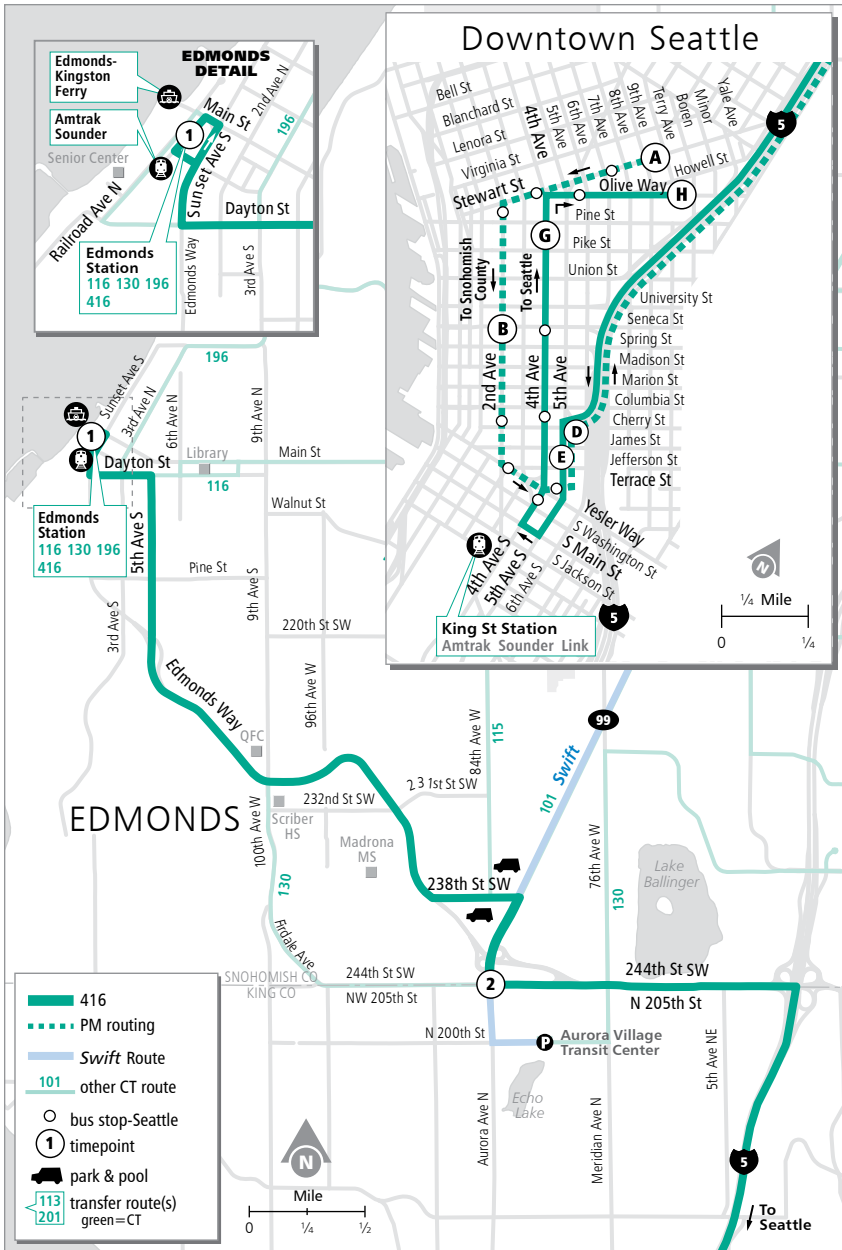 EDMONDS
DETAIL
Edmonds-
Kingston
Ferry
Amtrak
Sounder
Senior Center
Main St
2nd Ave N
196
1
Sunset Ave S
Railroad Ave N
Dayton St
Edmonds
Station
116 130 196
416
Edmonds Way
3rd Ave S
Downtown Seattle
Bell St
Blanchard St
Lenora St
Virginia St
Stewart St
4th Ave
5th Ave
6th Ave
7th Ave
8th Ave
9th Ave
Terry Ave
Boren
Minor
Yale Ave
5
A
Howell St
Olive Way
H
Pine St
G
Pike St
Union St
To Snohomish
County
To Seattle
University St
Seneca St
Spring St
Madison St
Marion St
Columbia St
Cherry St
James St
Jefferson St
Terrace St
B
2nd Ave
4th Ave
5th Ave
D
E
Yesler Way
S Washington St
S Main St
S Jackson St
4th Ave S
5th Ave S
6th Ave S
5
King St Station
Amtrak Sounder Link
N
1/4 Mile
0
1/4
196
Sunset Ave S
3rd Ave N
6th Ave N
9th Ave N
1
Library
Main St
Dayton St
116
Walnut St
Edmonds
Station
116 130 196
416
5th Ave S
Pine St
9th Ave S
3rd Ave S
220th St SW
96th Ave W
Edmonds Way
QFC
84th Ave W
115
99
Swift
101
231st St SW
232nd St SW
EDMONDS
Scriber
HS
100th Ave W
Madrona
MS
76th Ave W
Lake
Ballinger
130
238th St SW
130
Firdale Ave
SNOHOMISH CO
KING CO
244th St SW
NW 205th St
2
244th St SW
N 205th St
N 200th St
P
Aurora Village
Transit Center
5th Ave NE
Echo
Lake
Aurora Ave N
Meridian Ave N
5
To
Seattle
416
PM routing
Swift Route
101
other CT route
bus stop-Seattle
1
timepoint
park & pool
113
201
transfer route(s)
green=CT
N
Mile
0
1/4
1/2